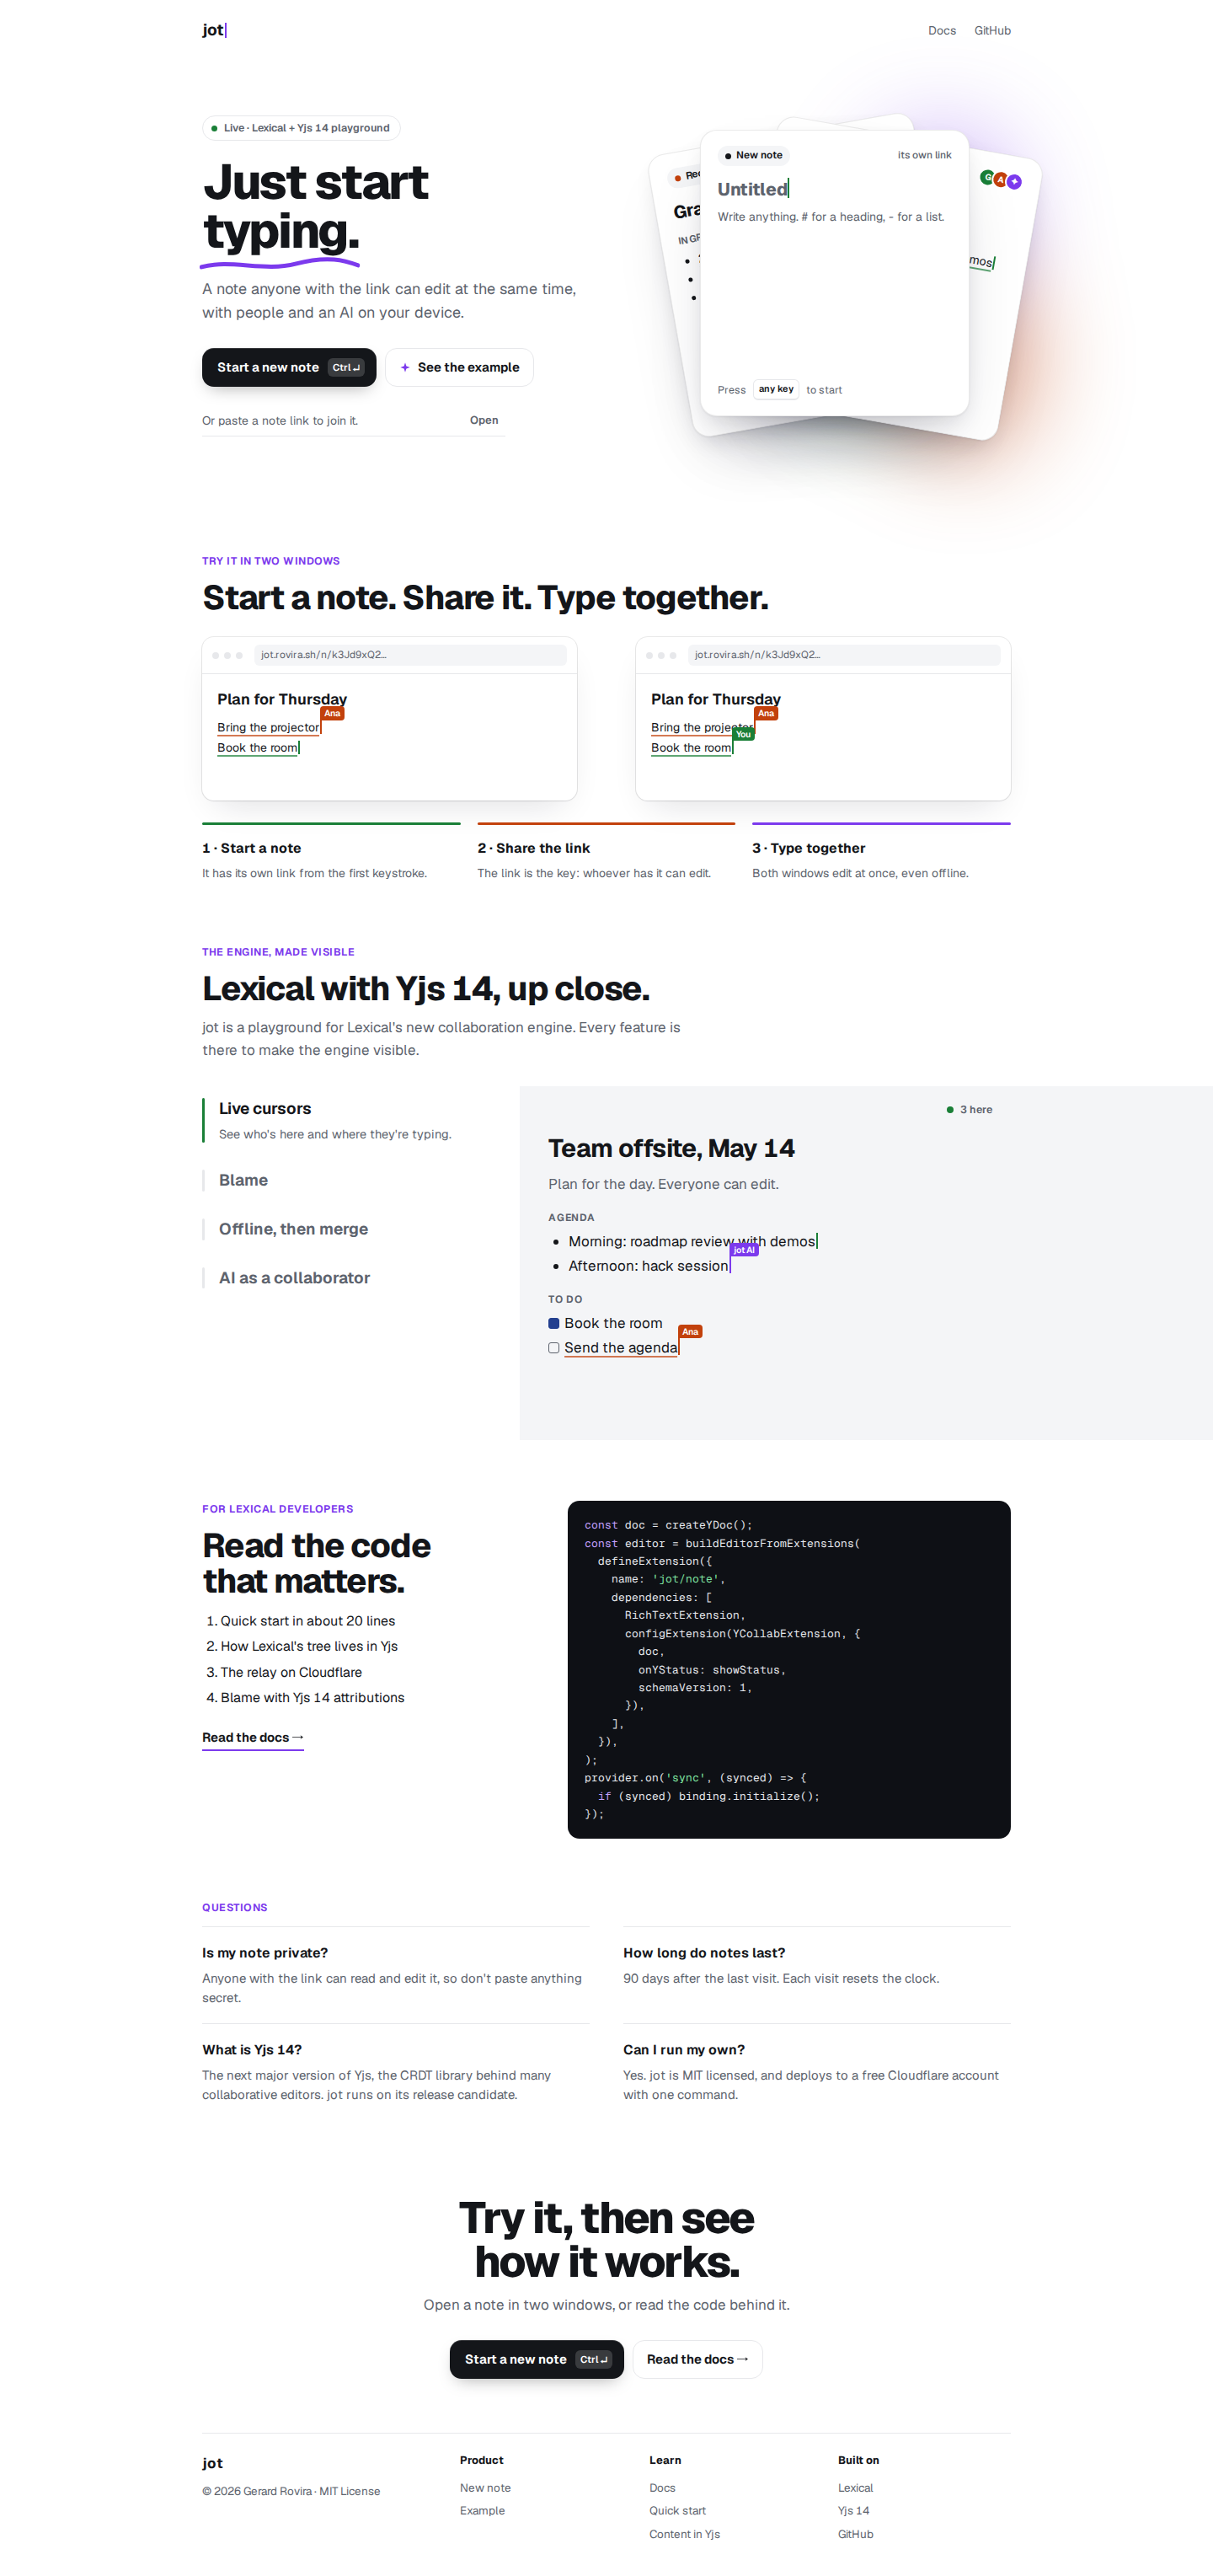 jot
Docs GitHub
Live · Lexical + Yjs 14 playground
Just start
typing.
A note anyone with the link can edit at the same time,
with people and an AI on your device.
Start a new note Ctrl ↵
See the example
Or paste a note link to join it. Open
Gra
New note its own link
Untitled
Write anything. # for a heading, - for a list.
Press any key to start
G A
mos
TRY IT IN TWO WINDOWS
Start a note. Share it. Type together.
jot.rovira.sh/n/k3Jd9xQ2…
Plan for Thursday
Ana
Bring the projector
Book the room
jot.rovira.sh/n/k3Jd9xQ2…
Plan for Thursday
Ana
Bring the projector
You
Book the room
1 · Start a note
It has its own link from the first keystroke.
2 · Share the link
The link is the key: whoever has it can edit.
3 · Type together
Both windows edit at once, even offline.
THE ENGINE, MADE VISIBLE
Lexical with Yjs 14, up close.
jot is a playground for Lexical's new collaboration engine. Every feature is
there to make the engine visible.
Live cursors
See who's here and where they're typing.
Blame
Offline, then merge
AI as a collaborator
3 here
Team offsite, May 14
Plan for the day. Everyone can edit.
AGENDA
Morning: roadmap review with demos
jot AI
Afternoon: hack session
TO DO
Book the room
Ana
Send the agenda
FOR LEXICAL DEVELOPERS
Read the code
that matters.
1. Quick start in about 20 lines
2. How Lexical's tree lives in Yjs
3. The relay on Cloudflare
4. Blame with Yjs 14 attributions
Read the docs →
const doc = createYDoc();
const editor = buildEditorFromExtensions(
defineExtension({
name: 'jot/note',
dependencies: [
RichTextExtension,
configExtension(YCollabExtension, {
doc,
onYStatus: showStatus,
schemaVersion: 1,
}),
],
}),
);
provider.on('sync', (synced) => {
if (synced) binding.initialize();
});
QUESTIONS
Is my note private?
Anyone with the link can read and edit it, so don't paste anything
secret.
How long do notes last?
90 days after the last visit. Each visit resets the clock.
What is Yjs 14?
The next major version of Yjs, the CRDT library behind many
collaborative editors. jot runs on its release candidate.
Can I run my own?
Yes. jot is MIT licensed, and deploys to a free Cloudflare account
with one command.
Try it, then see
how it works.
Open a note in two windows, or read the code behind it.
Start a new note Ctrl ↵
Read the docs →
jot
© 2026 Gerard Rovira · MIT License
Product
New note
Example
Learn
Docs
Quick start
Content in Yjs
Built on
Lexical
Yjs 14
GitHub